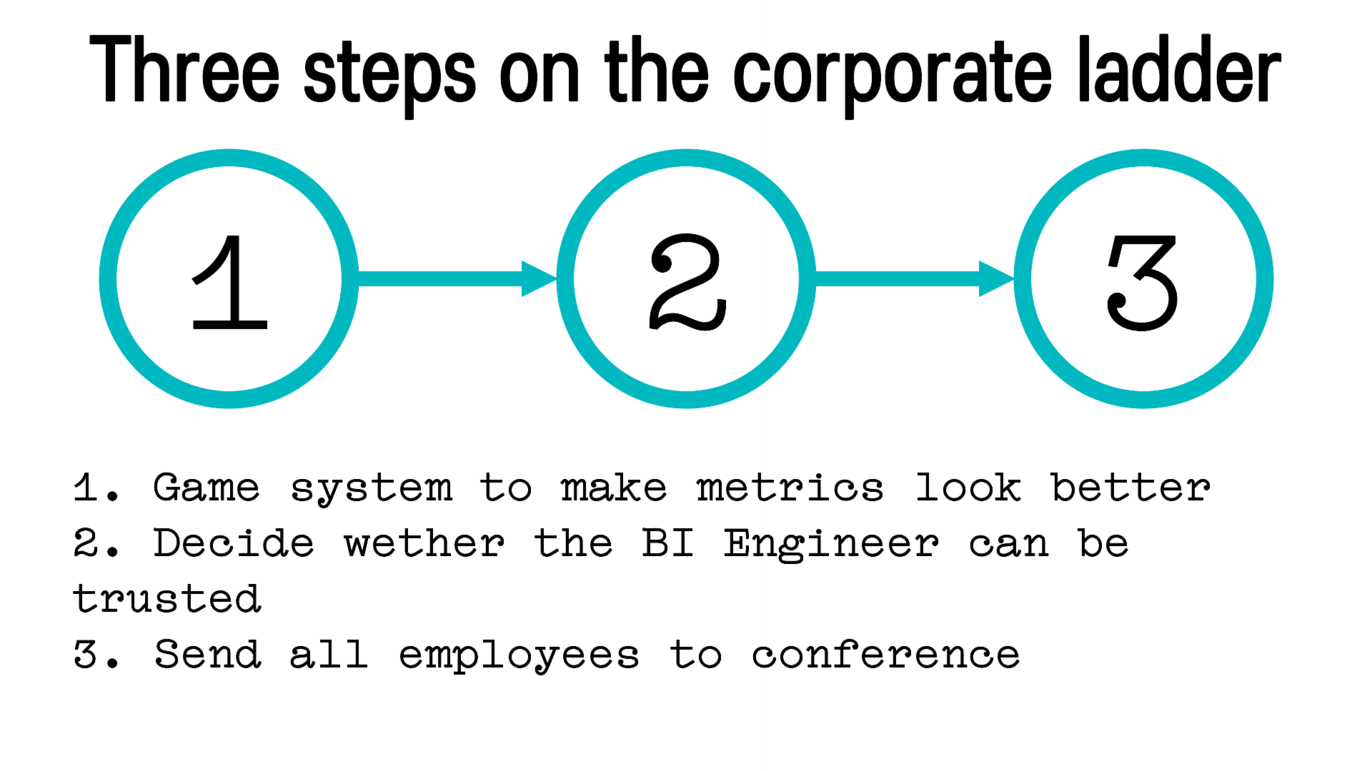 Three steps on the corporate ladder
1
2
3
1. Game system to make metrics look better
2. Decide wether the BI Engineer can be
trusted
3. Send all employees to conference